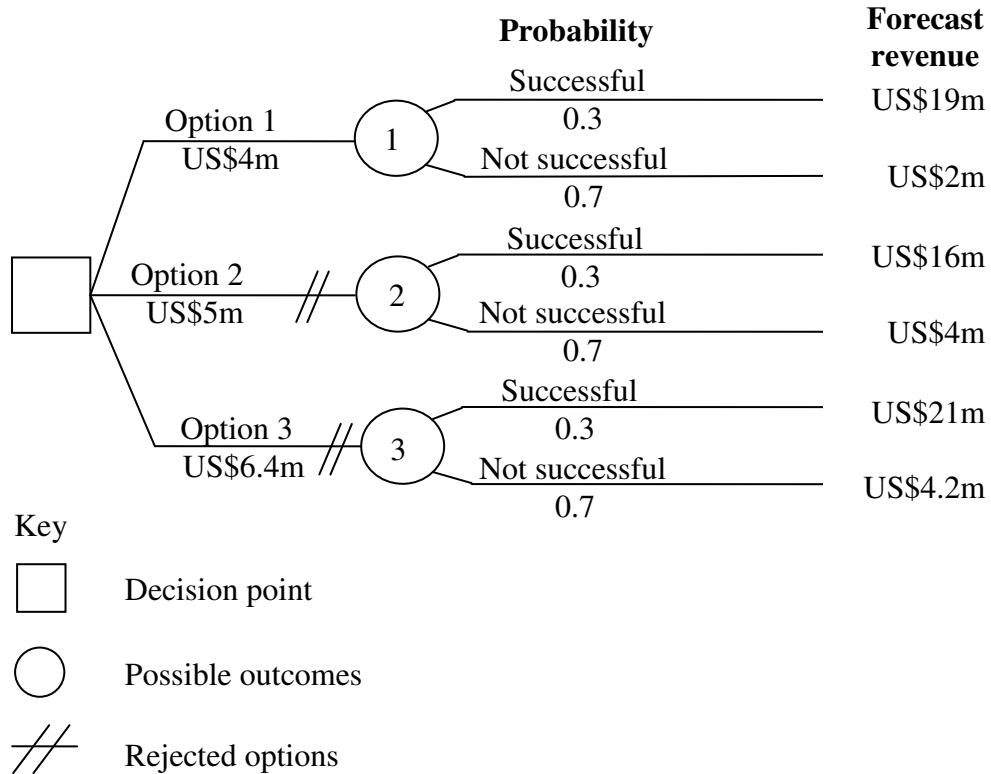 Probability
Forecast
revenue
Successful
0.3
US$19m
Option 1
US$4m
1
Not successful
0.7
US$2m
Successful
0.3
US$16m
Option 2
US$5m
2
Not successful
0.7
US$4m
Successful
0.3
US$21m
Option 3
US$6.4m
3
Not successful
0.7
US$4.2m
Key
Decision point
Possible outcomes
Rejected options